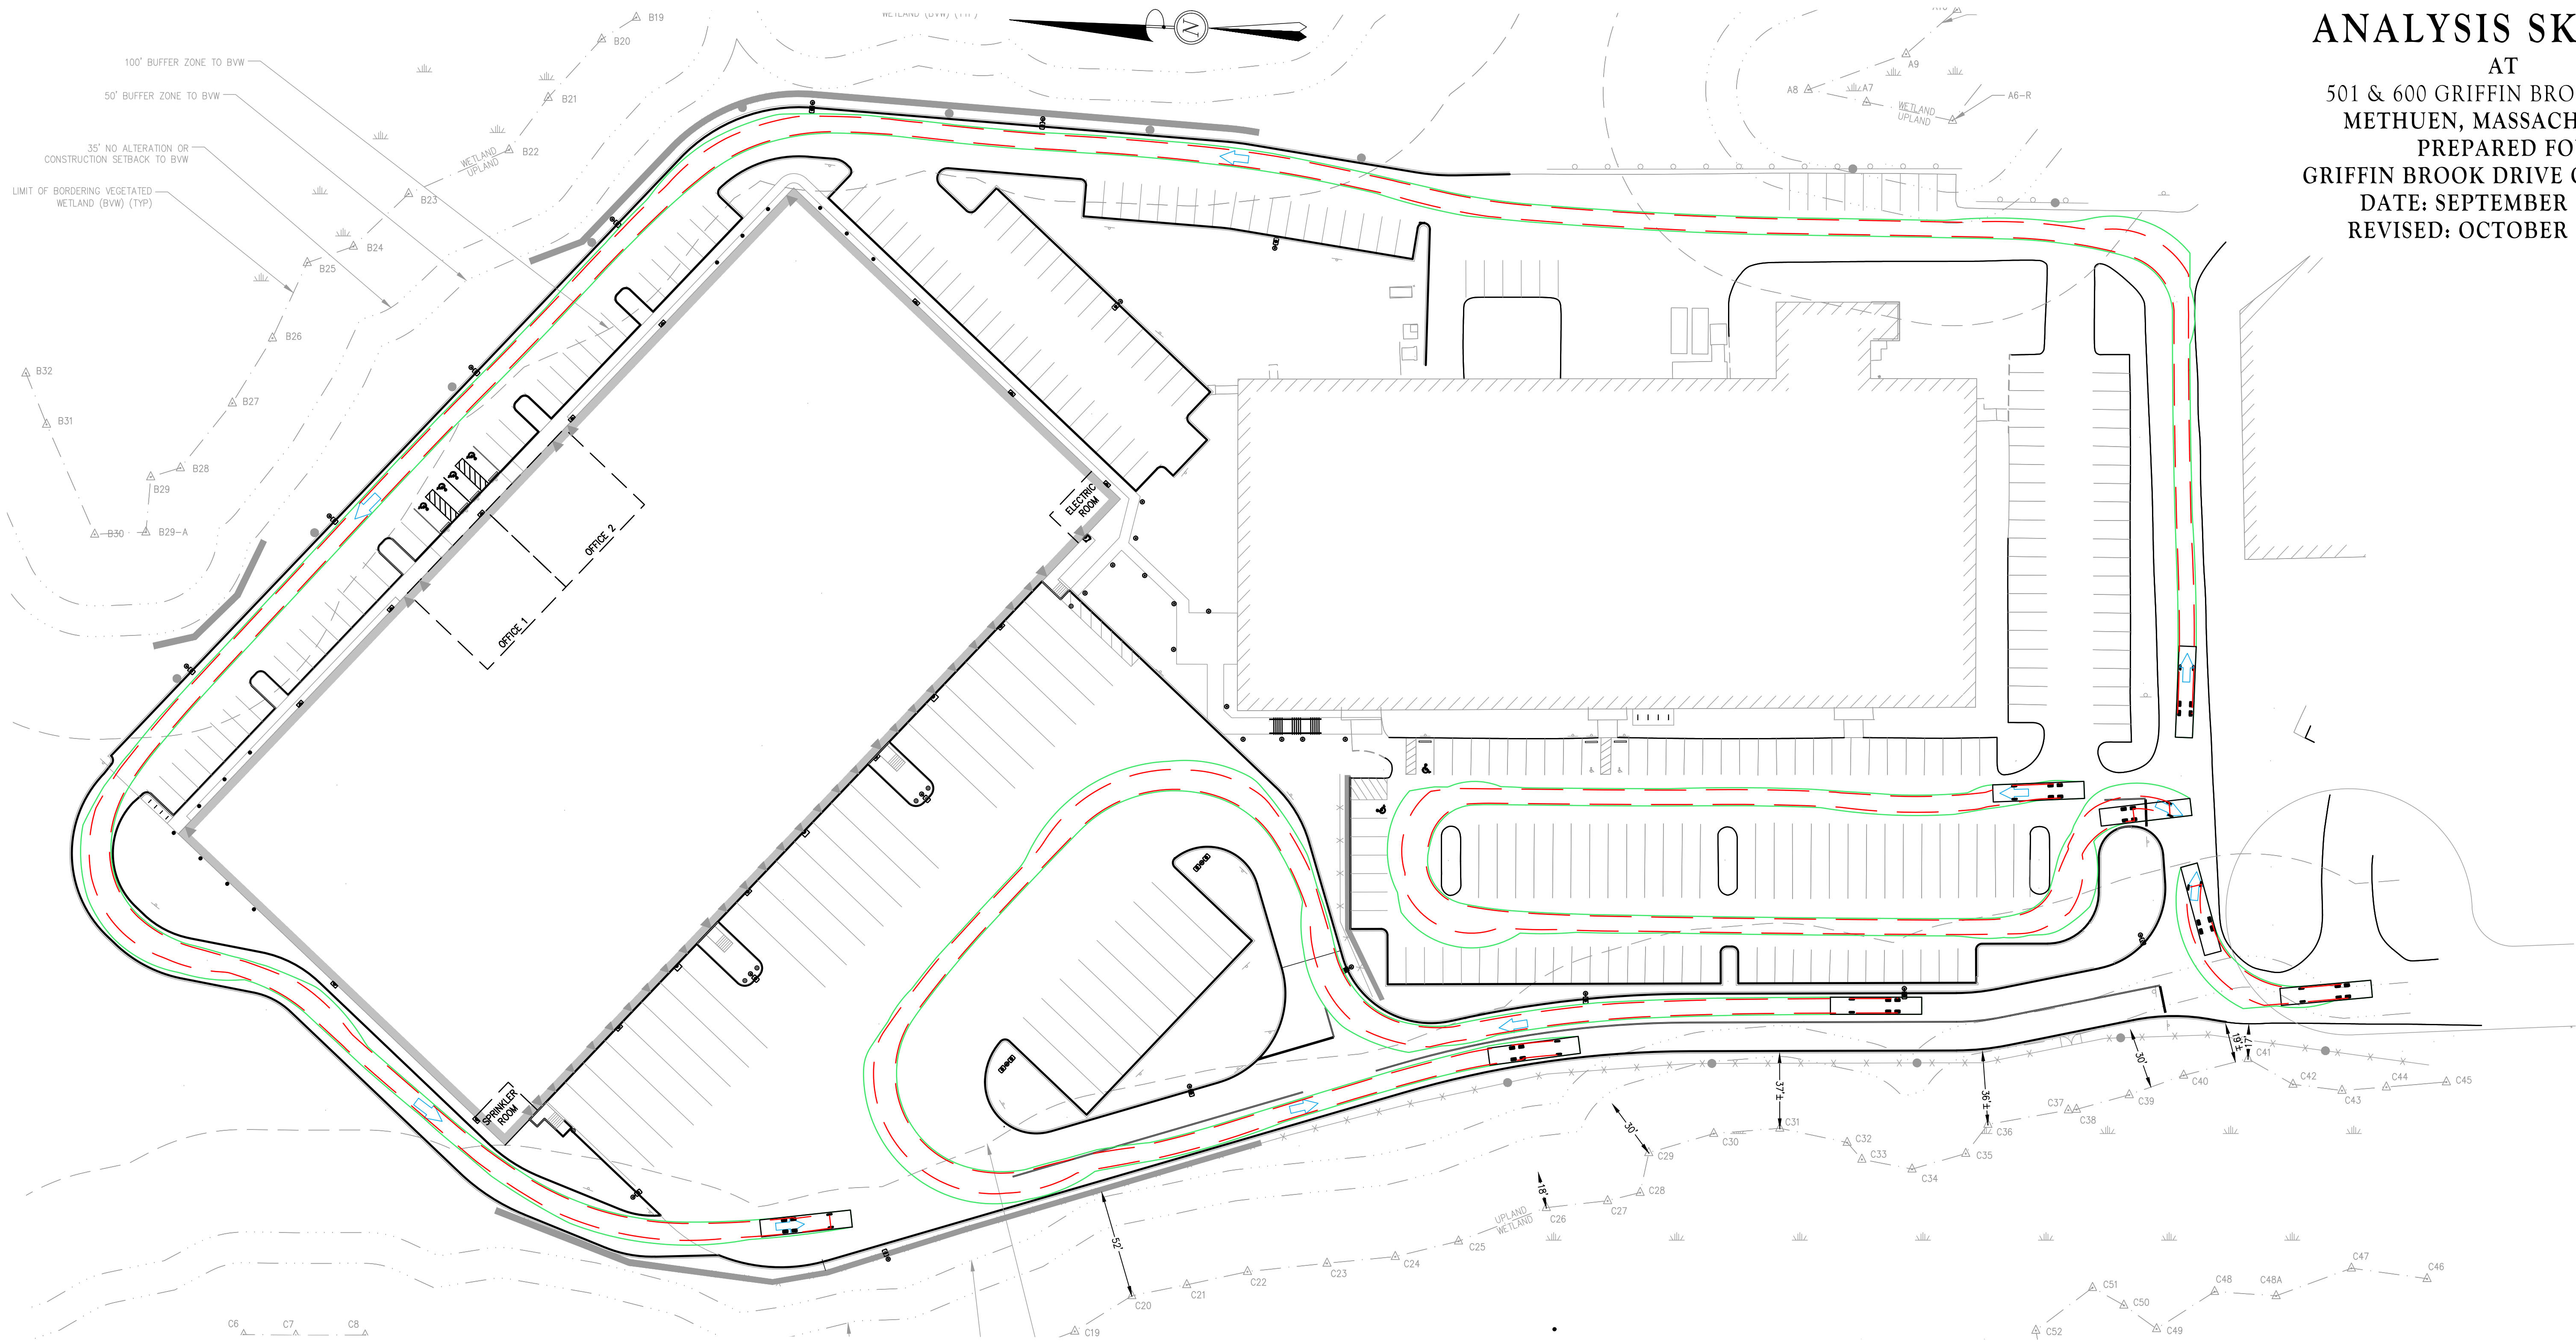 ANALYSIS SK
AT
501 & 600 GRIFFIN BRO
METHUEN, MASSACH
PREPARED FO
GRIFFIN BROOK DRIVE
DATE: SEPTEMBER
REVISED: OCTOBER
WETLAND (BVW) (TYP)
N
100' BUFFER ZONE TO BVW
50' BUFFER ZONE TO BVW
35' NO ALTERATION OR
CONSTRUCTION SETBACK TO BVW
LIMIT OF BORDERING VEGETATED
WETLAND (BVW) (TYP)
B19
B20
B21
B22
WETLAND
UPLAND
B23
B24
B25
B26
B27
B28
B29
B29-A
B30
B31
B32
A9
A8
A7
A6-R
WETLAND
UPLAND
OFFICE 2
OFFICE 1
ELECTRIC
ROOM
SPRINKLER
ROOM
37'±
36'±
30'
19'±
17'
30'
18'
52'
UPLAND
WETLAND
C6
C7
C8
C19
C20
C21
C22
C23
C24
C25
C26
C27
C28
C29
C30
C31
C32
C33
C34
C35
C36
C37
C38
C39
C40
C41
C42
C43
C44
C45
C46
C47
C48
C48A
C49
C50
C51
C52